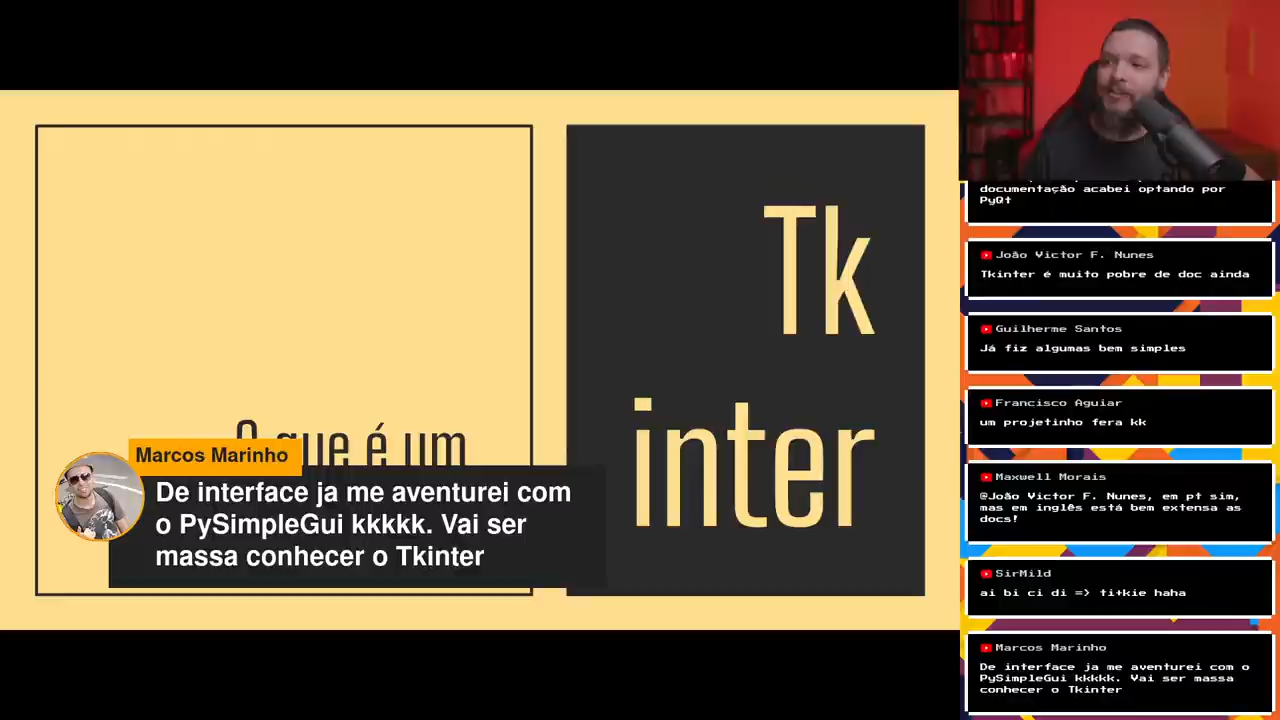 Tk
inter
O que é um
Marcos Marinho
De interface ja me aventurei com
o PySimpleGui kkkkk. Vai ser
massa conhecer o Tkinter
documentação acabei optando por
PyQt
João Victor F. Nunes
Tkinter é muito pobre de doc ainda
Guilherme Santos
Já fiz algumas bem simples
Francisco Aguiar
um projetinho fera kk
Maxwell Morais
@João Victor F. Nunes, em pt sim,
mas em inglês está bem extensa as
docs!
SirMild
ai bi ci di => ti+kie haha
Marcos Marinho
De interface ja me aventurei com o
PySimpleGui kkkkk. Vai ser massa
conhecer o Tkinter